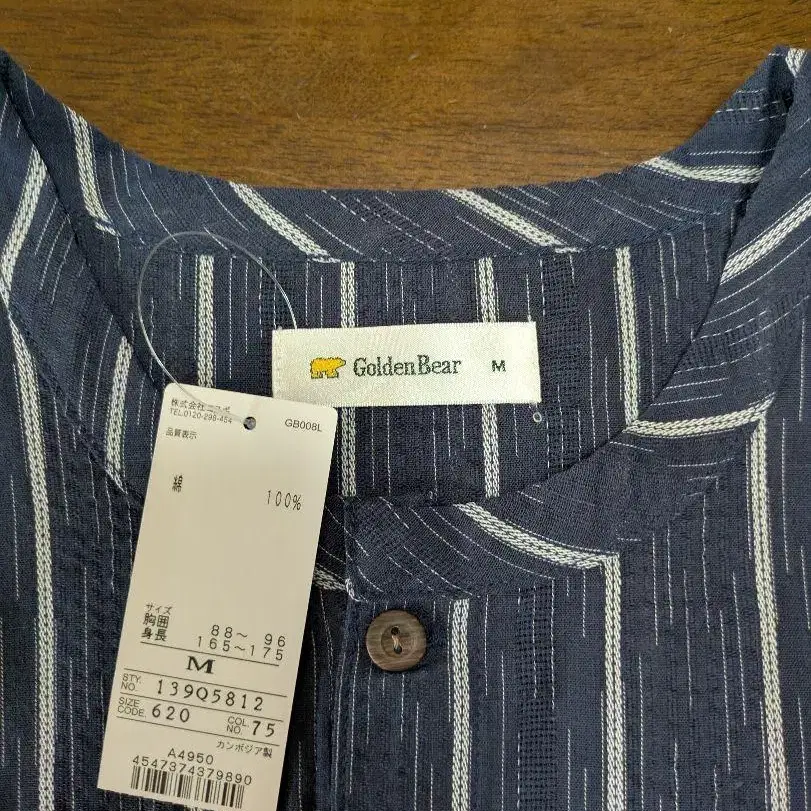 GoldenBear M
株式会社
TEL.0120-298-464
GB008L
品質表示
綿 100%
サイズ
胸囲 88~ 96
身長 165~175
M
STY. NO. 139Q5812
SIZE CODE. 620 COL. NO. 75
カンボジア製
A4950
4547374379890